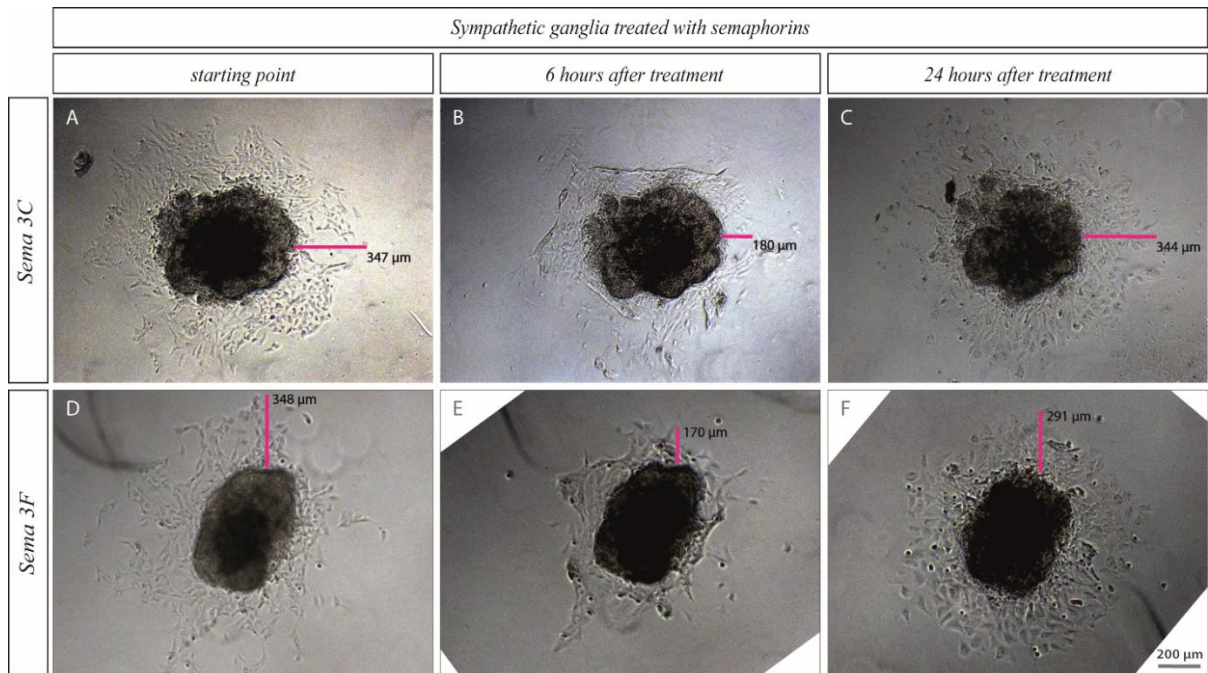 Sympathetic ganglia treated with semaphorins
starting point
6 hours after treatment
24 hours after treatment
Sema 3C
A
347 µm
B
180 µm
C
344 µm
Sema 3F
D
348 µm
E
170 µm
F
291 µm
200 µm